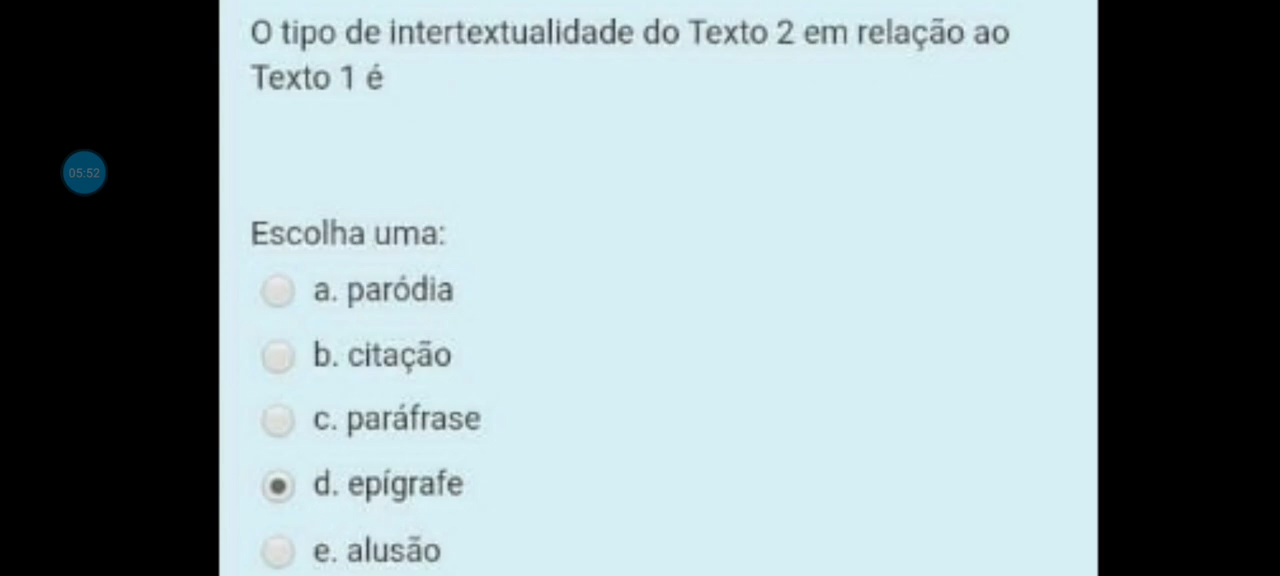 O tipo de intertextualidade do Texto 2 em relação ao
Texto 1 é
05:52
Escolha uma:
a. paródia
b. citação
c. paráfrase
d. epígrafe
e. alusão